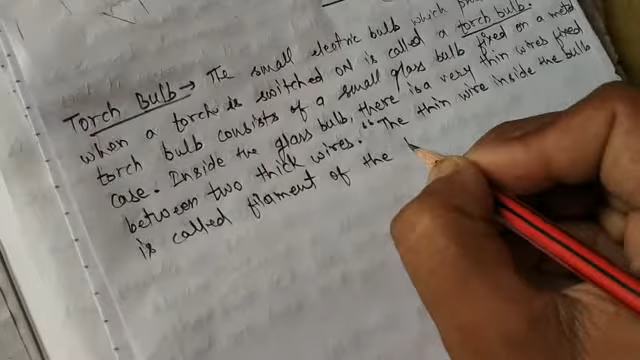 Torch Bulb → The small electric bulb which
when a torch is switched ON is called a torch bulb.
torch bulb consists of a small glass bulb fixed on a metal
case. Inside the glass bulb, there is a very thin wires fixed
between two thick wires. "The thin wire inside the bulb
is called filament of the